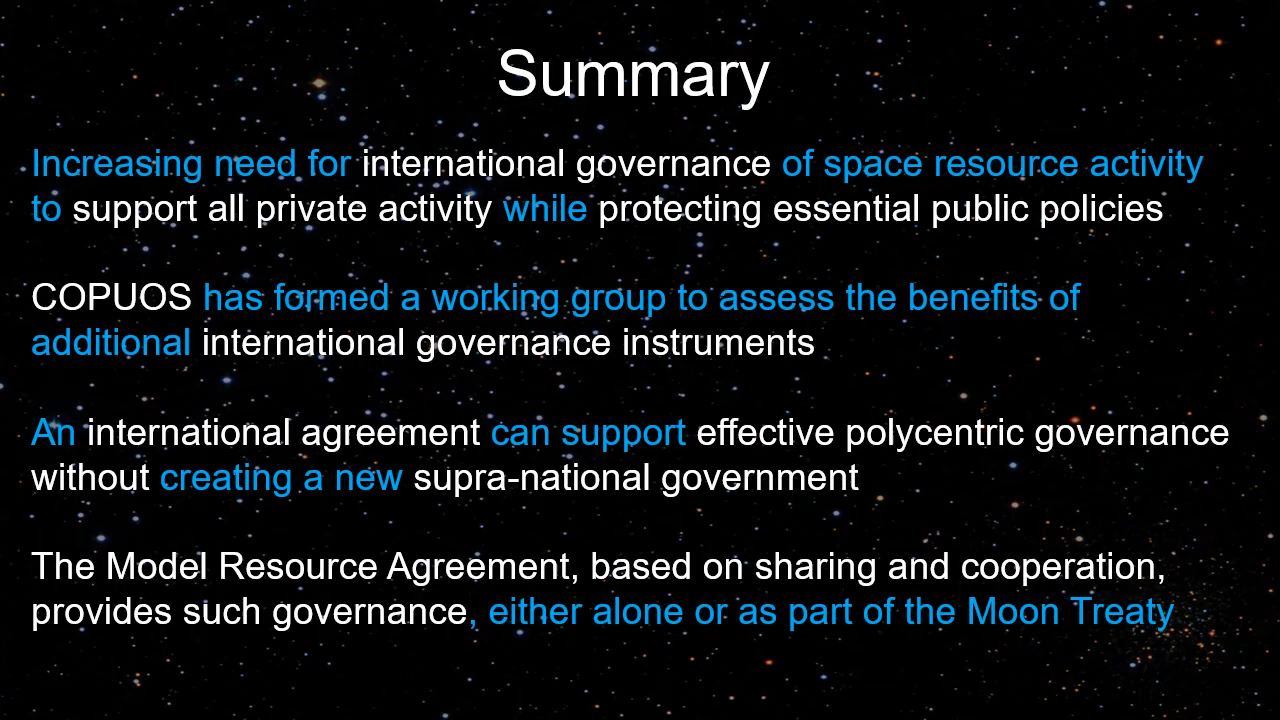 Summary
Increasing need for international governance of space resource activity
to support all private activity while protecting essential public policies
COPUOS has formed a working group to assess the benefits of
additional international governance instruments
An international agreement can support effective polycentric governance
without creating a new supra-national government
The Model Resource Agreement, based on sharing and cooperation,
provides such governance, either alone or as part of the Moon Treaty